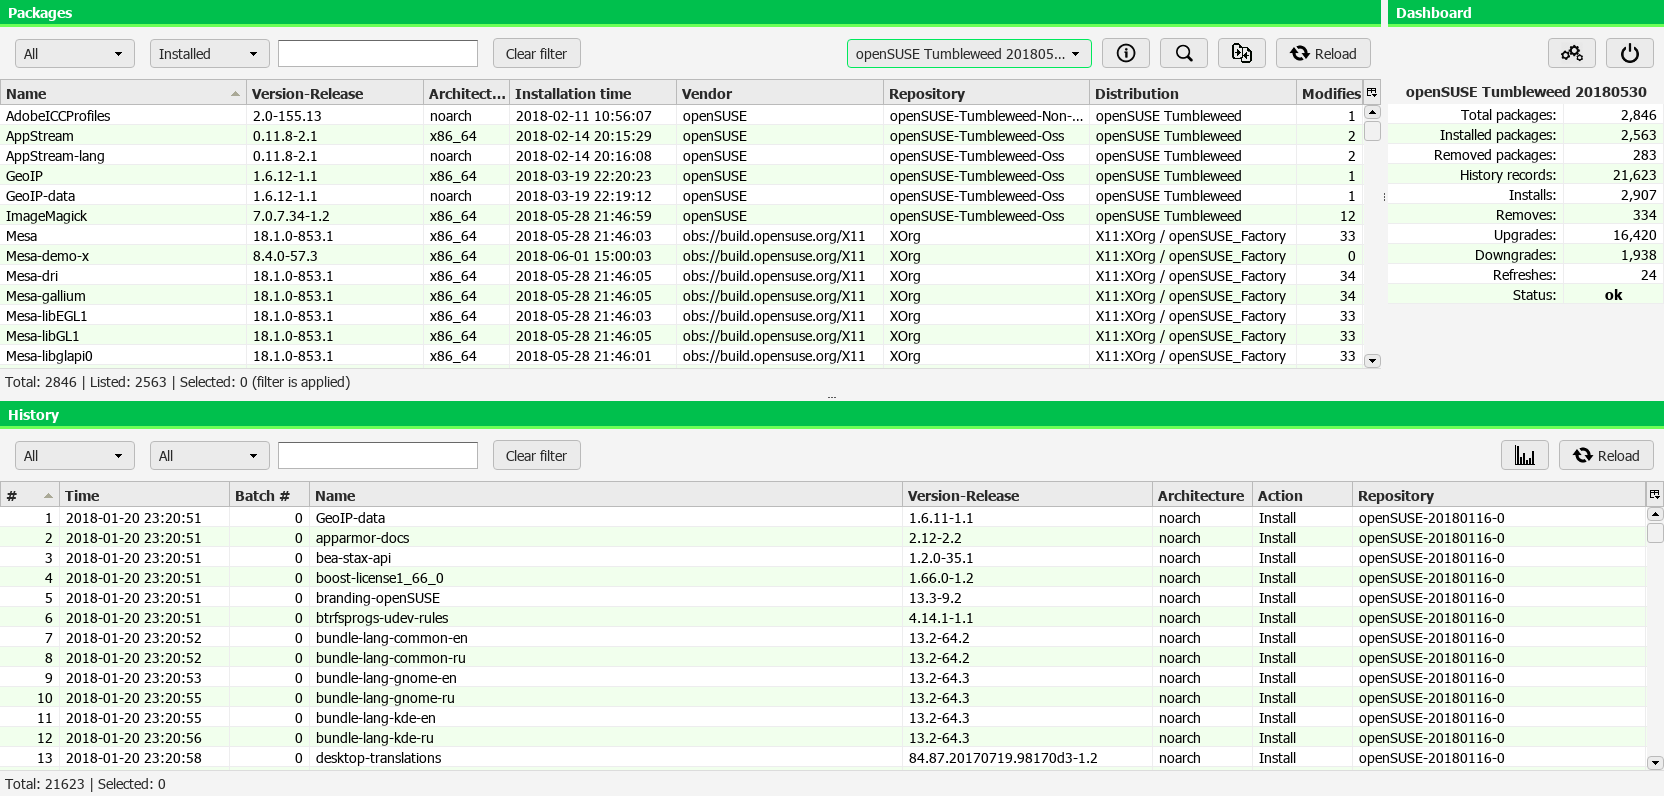 Packages
All Installed Clear filter openSUSE Tumbleweed 201805... Reload
Name Version-Release Architect... Installation time Vendor Repository Distribution Modifies
AdobeICCProfiles 2.0-155.13 noarch 2018-02-11 10:56:07 openSUSE openSUSE-Tumbleweed-Non-... openSUSE Tumbleweed 1
AppStream 0.11.8-2.1 x86_64 2018-02-14 20:15:29 openSUSE openSUSE-Tumbleweed-Oss openSUSE Tumbleweed 2
AppStream-lang 0.11.8-2.1 noarch 2018-02-14 20:16:08 openSUSE openSUSE-Tumbleweed-Oss openSUSE Tumbleweed 2
GeoIP 1.6.12-1.1 x86_64 2018-03-19 22:20:23 openSUSE openSUSE-Tumbleweed-Oss openSUSE Tumbleweed 1
GeoIP-data 1.6.12-1.1 noarch 2018-03-19 22:19:12 openSUSE openSUSE-Tumbleweed-Oss openSUSE Tumbleweed 1
ImageMagick 7.0.7.34-1.2 x86_64 2018-05-28 21:46:59 openSUSE openSUSE-Tumbleweed-Oss openSUSE Tumbleweed 12
Mesa 18.1.0-853.1 x86_64 2018-05-28 21:46:03 obs://build.opensuse.org/X11 XOrg X11:XOrg / openSUSE_Factory 33
Mesa-demo-x 8.4.0-57.3 x86_64 2018-06-01 15:00:03 obs://build.opensuse.org/X11 XOrg X11:XOrg / openSUSE_Factory 0
Mesa-dri 18.1.0-853.1 x86_64 2018-05-28 21:46:05 obs://build.opensuse.org/X11 XOrg X11:XOrg / openSUSE_Factory 34
Mesa-gallium 18.1.0-853.1 x86_64 2018-05-28 21:46:05 obs://build.opensuse.org/X11 XOrg X11:XOrg / openSUSE_Factory 34
Mesa-libEGL1 18.1.0-853.1 x86_64 2018-05-28 21:46:03 obs://build.opensuse.org/X11 XOrg X11:XOrg / openSUSE_Factory 33
Mesa-libGL1 18.1.0-853.1 x86_64 2018-05-28 21:46:05 obs://build.opensuse.org/X11 XOrg X11:XOrg / openSUSE_Factory 33
Mesa-libglapi0 18.1.0-853.1 x86_64 2018-05-28 21:46:01 obs://build.opensuse.org/X11 XOrg X11:XOrg / openSUSE_Factory 33
Total: 2846 | Listed: 2563 | Selected: 0 (filter is applied)
Dashboard
openSUSE Tumbleweed 20180530
Total packages: 2,846
Installed packages: 2,563
Removed packages: 283
History records: 21,623
Installs: 2,907
Removes: 334
Upgrades: 16,420
Downgrades: 1,938
Refreshes: 24
Status: ok
History
All All Clear filter Reload
# Time Batch # Name Version-Release Architecture Action Repository
1 2018-01-20 23:20:51 0 GeoIP-data 1.6.11-1.1 noarch Install openSUSE-20180116-0
2 2018-01-20 23:20:51 0 apparmor-docs 2.12-2.2 noarch Install openSUSE-20180116-0
3 2018-01-20 23:20:51 0 bea-stax-api 1.2.0-35.1 noarch Install openSUSE-20180116-0
4 2018-01-20 23:20:51 0 boost-license1_66_0 1.66.0-1.2 noarch Install openSUSE-20180116-0
5 2018-01-20 23:20:51 0 branding-openSUSE 13.3-9.2 noarch Install openSUSE-20180116-0
6 2018-01-20 23:20:51 0 btrfsprogs-udev-rules 4.14.1-1.1 noarch Install openSUSE-20180116-0
7 2018-01-20 23:20:52 0 bundle-lang-common-en 13.2-64.2 noarch Install openSUSE-20180116-0
8 2018-01-20 23:20:52 0 bundle-lang-common-ru 13.2-64.2 noarch Install openSUSE-20180116-0
9 2018-01-20 23:20:53 0 bundle-lang-gnome-en 13.2-64.3 noarch Install openSUSE-20180116-0
10 2018-01-20 23:20:55 0 bundle-lang-gnome-ru 13.2-64.3 noarch Install openSUSE-20180116-0
11 2018-01-20 23:20:55 0 bundle-lang-kde-en 13.2-64.3 noarch Install openSUSE-20180116-0
12 2018-01-20 23:20:56 0 bundle-lang-kde-ru 13.2-64.3 noarch Install openSUSE-20180116-0
13 2018-01-20 23:20:58 0 desktop-translations 84.87.20170719.98170d3-1.2 noarch Install openSUSE-20180116-0
Total: 21623 | Selected: 0